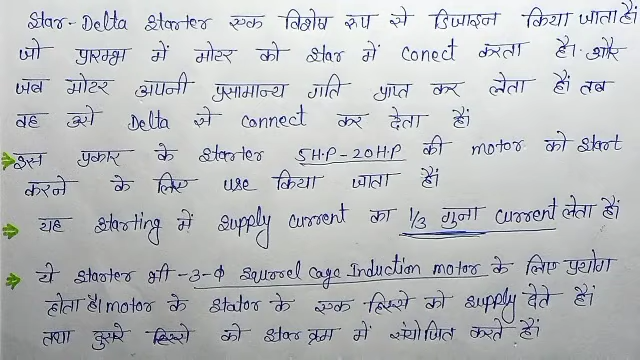 Star-Delta Starter एक विशेष रूप से डिजाइन किया जाता हैं
जो प्रारम्भ में मोटर को Star में Conect करता है। और
जब मोटर अपनी प्रसामान्य गति प्राप्त कर लेता हैं तब
वह उसे Delta से Connect कर देता हैं
इस प्रकार के Starter 5H.P-20H.P की motor को Start
करने के लिए use किया जाता हैं
यह Starting में Supply Current का 1/3 गुना Current लेता हैं
ये Starter भी -3-Φ Squrrel Cage Induction motor के लिए प्रयोग
होता है। motor के Stator के एक हिस्से को Supply देते हैं
तथा दुसरे हिस्से को Star क्रम में संयोजित करते हैं।